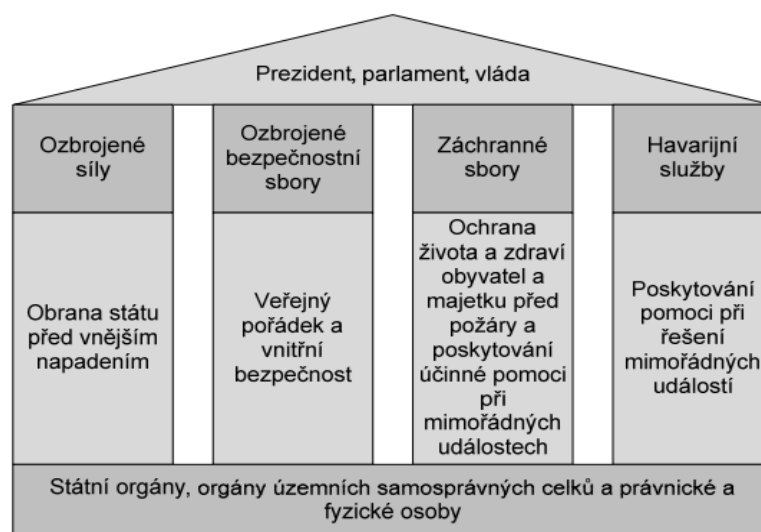 Prezident, parlament, vláda
Ozbrojené
síly
Ozbrojené
bezpečnostní
sbory
Záchranné
sbory
Havarijní
služby
Obrana státu
před vnějším
napadením
Veřejný
pořádek a
vnitřní
bezpečnost
Ochrana
života a zdraví
obyvatel a
majetku před
požáry a
poskytování
účinné pomoci
při
mimořádných
událostech
Poskytování
pomoci při
řešení
mimořádných
událostí
Státní orgány, orgány územních samosprávných celků a právnické a
fyzické osoby